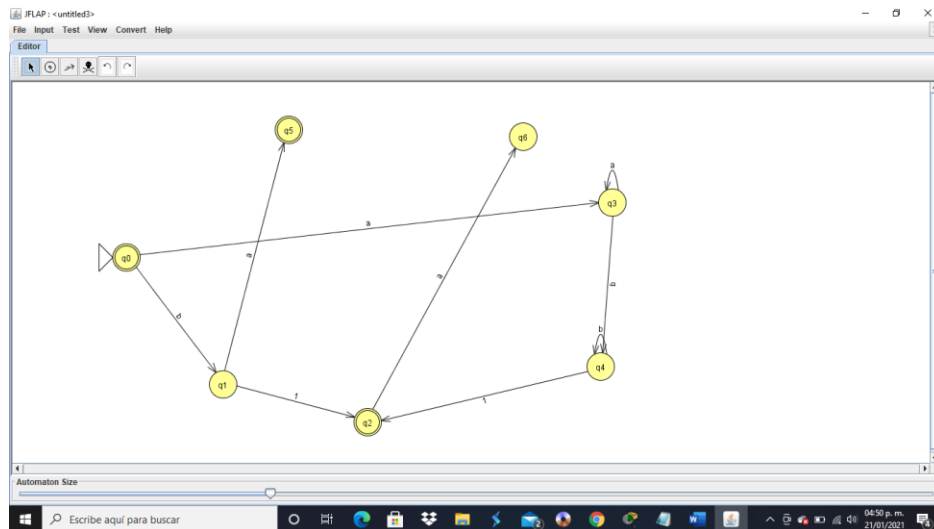 JFLAP : <untitled3>
File Input Test View Convert Help
Editor
q5
q6
a
q3
a
q0
a
a
b
d
b
q4
q1
f
f
q2
Automaton Size
Escribe aquí para buscar
04:50 p. m.
21/01/2021